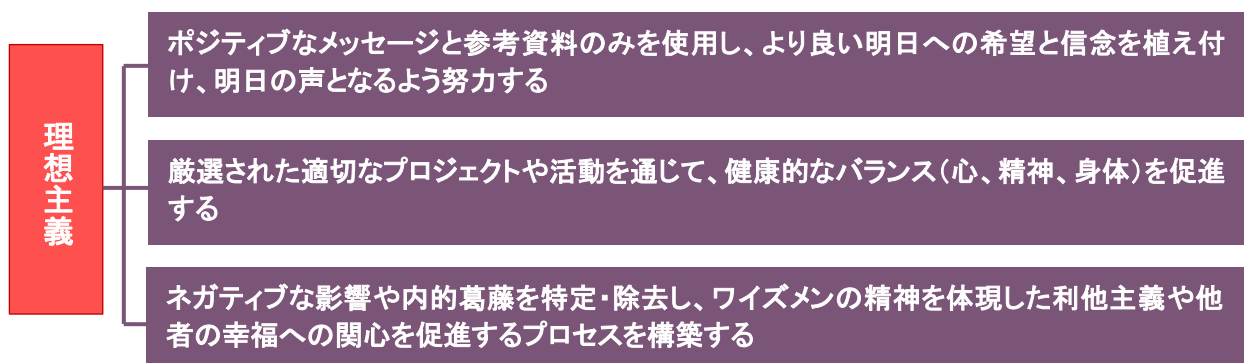 理想主義
ポジティブなメッセージと参考資料のみを使用し、より良い明日への希望と信念を植え付
け、明日の声となるよう努力する
厳選された適切なプロジェクトや活動を通じて、健康的なバランス（心、精神、身体）を促進
する
ネガティブな影響や内的葛藤を特定・除去し、ワイズメンの精神を体現した利他主義や他
者の幸福への関心を促進するプロセスを構築する